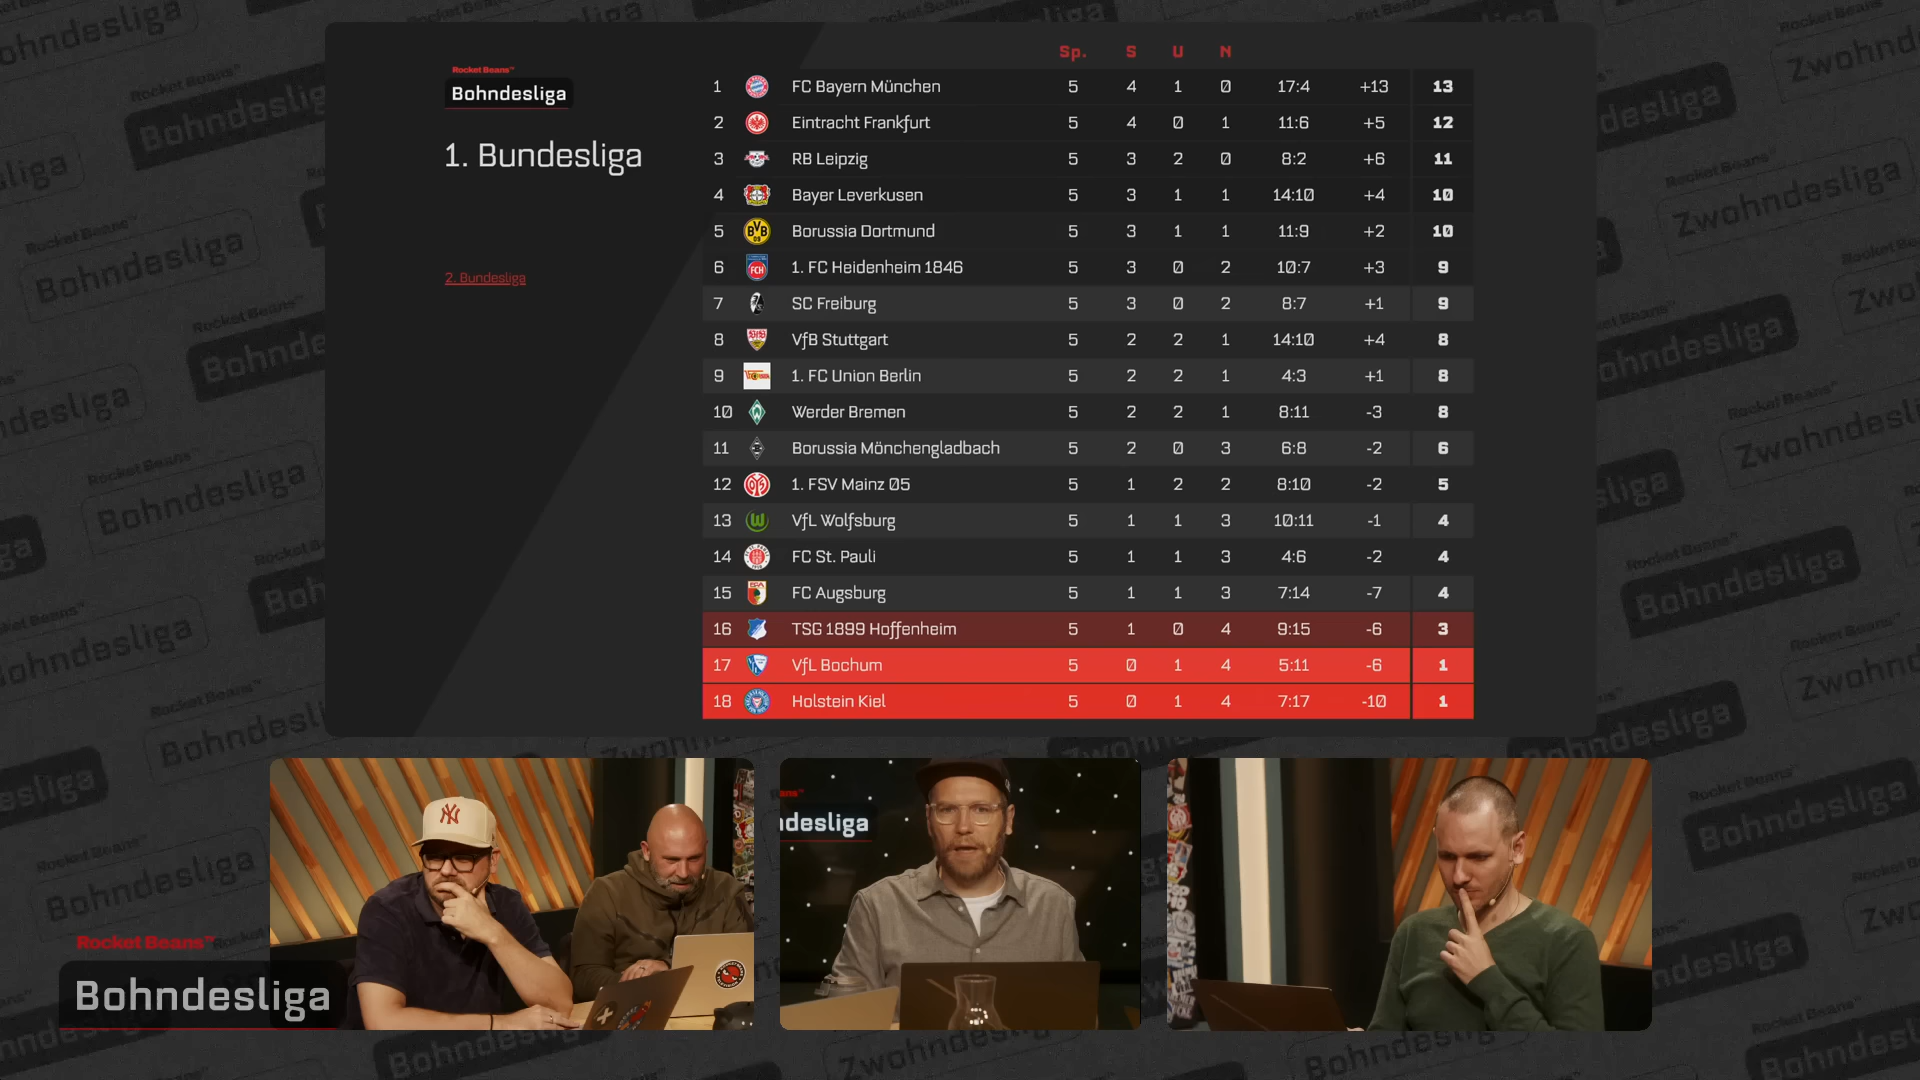 Rocket Beans™
Bohndesliga
1. Bundesliga
2. Bundesliga
Sp. S U N
1 FC Bayern München 5 4 1 0 17:4 +13 13
2 Eintracht Frankfurt 5 4 0 1 11:6 +5 12
3 RB Leipzig 5 3 2 0 8:2 +6 11
4 Bayer Leverkusen 5 3 1 1 14:10 +4 10
5 Borussia Dortmund 5 3 1 1 11:9 +2 10
6 1. FC Heidenheim 1846 5 3 0 2 10:7 +3 9
7 SC Freiburg 5 3 0 2 8:7 +1 9
8 VfB Stuttgart 5 2 2 1 14:10 +4 8
9 1. FC Union Berlin 5 2 2 1 4:3 +1 8
10 Werder Bremen 5 2 2 1 8:11 -3 8
11 Borussia Mönchengladbach 5 2 0 3 6:8 -2 6
12 1. FSV Mainz 05 5 1 2 2 8:10 -2 5
13 VfL Wolfsburg 5 1 1 3 10:11 -1 4
14 FC St. Pauli 5 1 1 3 4:6 -2 4
15 FC Augsburg 5 1 1 3 7:14 -7 4
16 TSG 1899 Hoffenheim 5 1 0 4 9:15 -6 3
17 VfL Bochum 5 0 1 4 5:11 -6 1
18 Holstein Kiel 5 0 1 4 7:17 -10 1
ans™
ndesliga
Rocket Beans™
Bohndesliga